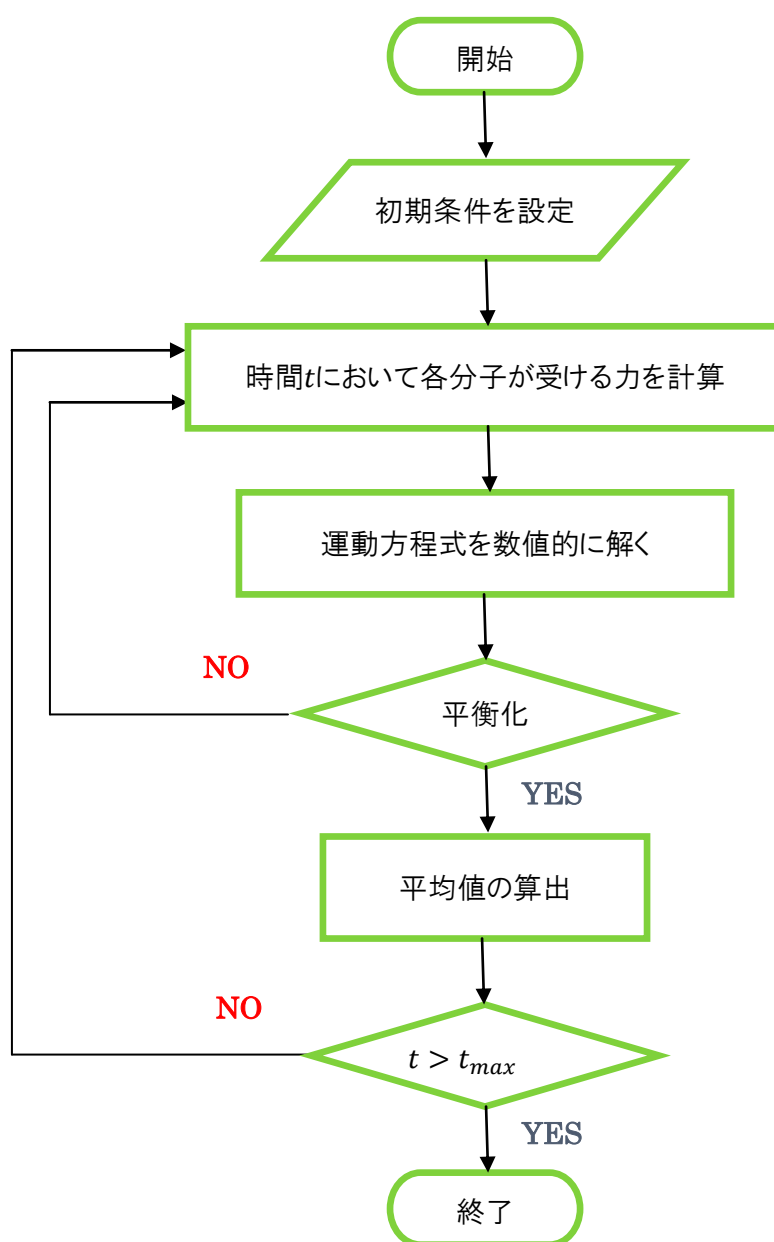 開始
初期条件を設定
時間tにおいて各分子が受ける力を計算
運動方程式を数値的に解く
NO
平衡化
YES
平均値の算出
NO
t > t_max
YES
終了